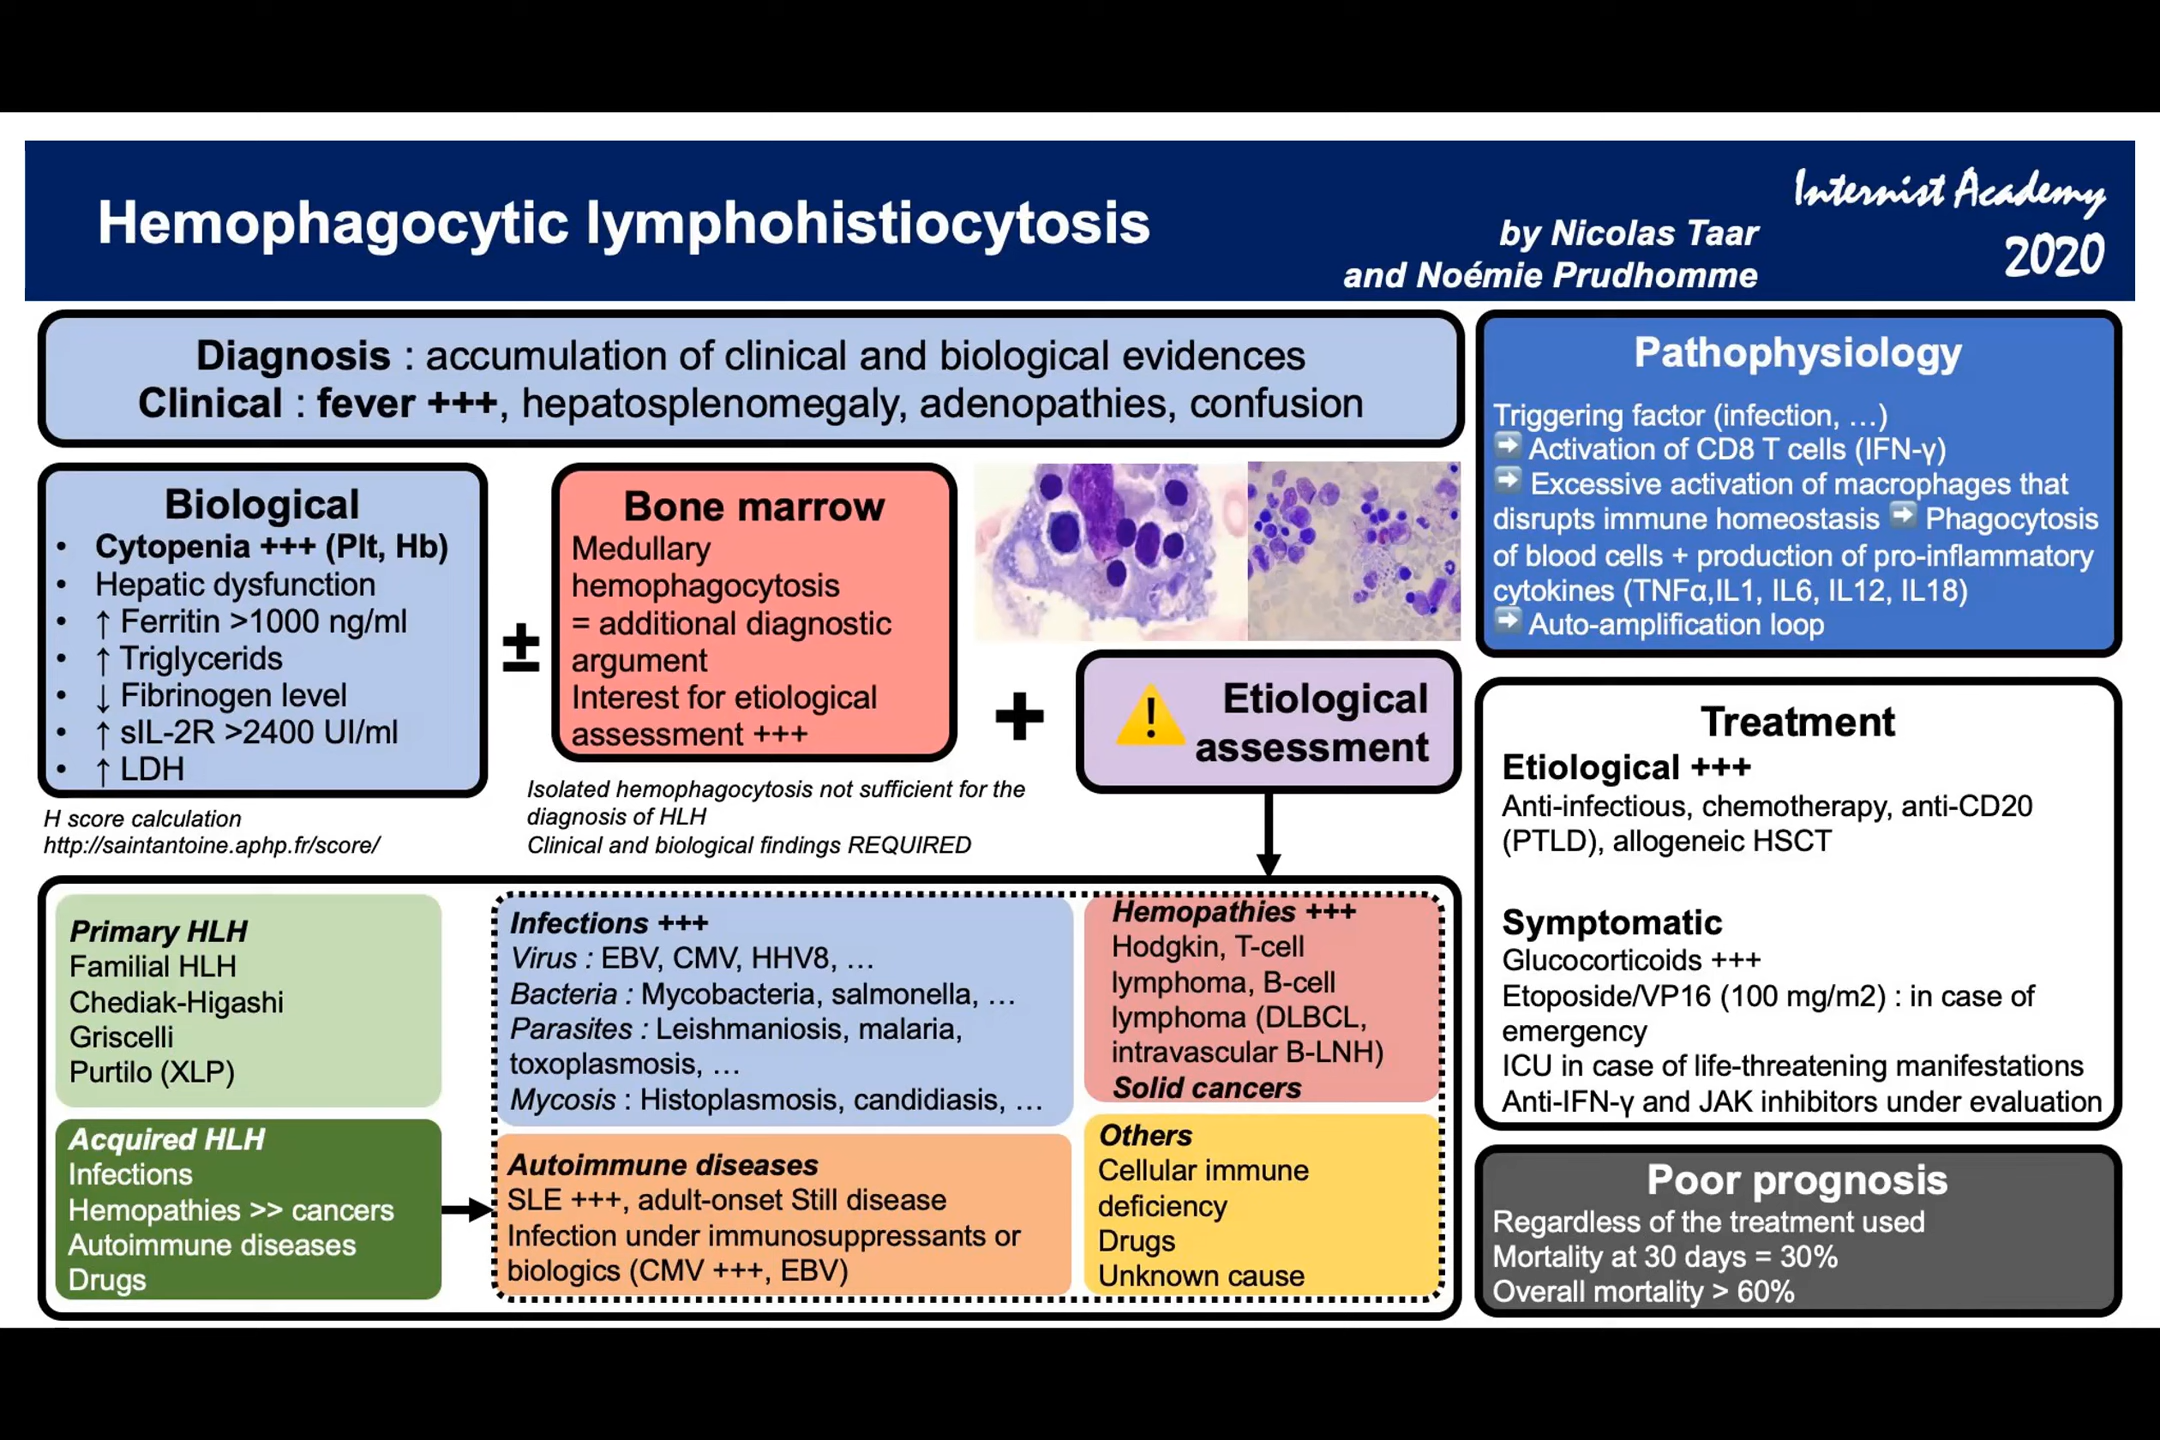 Hemophagocytic lymphohistiocytosis
by Nicolas Taar
and Noémie Prudhomme
Internist Academy
2020
Diagnosis : accumulation of clinical and biological evidences
Clinical : fever +++, hepatosplenomegaly, adenopathies, confusion
Biological
• Cytopenia +++ (Plt, Hb)
• Hepatic dysfunction
• ↑ Ferritin >1000 ng/ml
• ↑ Triglycerids
• ↓ Fibrinogen level
• ↑ sIL-2R >2400 UI/ml
• ↑ LDH
H score calculation
http://saintantoine.aphp.fr/score/
±
Bone marrow
Medullary
hemophagocytosis
= additional diagnostic
argument
Interest for etiological
assessment +++
Isolated hemophagocytosis not sufficient for the
diagnosis of HLH
Clinical and biological findings REQUIRED
+
Etiological
assessment
Primary HLH
Familial HLH
Chediak-Higashi
Griscelli
Purtilo (XLP)
Acquired HLH
Infections
Hemopathies >> cancers
Autoimmune diseases
Drugs
Infections +++
Virus : EBV, CMV, HHV8, …
Bacteria : Mycobacteria, salmonella, …
Parasites : Leishmaniosis, malaria,
toxoplasmosis, …
Mycosis : Histoplasmosis, candidiasis, …
Autoimmune diseases
SLE +++, adult-onset Still disease
Infection under immunosuppressants or
biologics (CMV +++, EBV)
Hemopathies +++
Hodgkin, T-cell
lymphoma, B-cell
lymphoma (DLBCL,
intravascular B-LNH)
Solid cancers
Others
Cellular immune
deficiency
Drugs
Unknown cause
Pathophysiology
Triggering factor (infection, …)
➡ Activation of CD8 T cells (IFN-γ)
➡ Excessive activation of macrophages that
disrupts immune homeostasis ➡ Phagocytosis
of blood cells + production of pro-inflammatory
cytokines (TNFα,IL1, IL6, IL12, IL18)
➡ Auto-amplification loop
Treatment
Etiological +++
Anti-infectious, chemotherapy, anti-CD20
(PTLD), allogeneic HSCT
Symptomatic
Glucocorticoids +++
Etoposide/VP16 (100 mg/m2) : in case of
emergency
ICU in case of life-threatening manifestations
Anti-IFN-γ and JAK inhibitors under evaluation
Poor prognosis
Regardless of the treatment used
Mortality at 30 days = 30%
Overall mortality > 60%